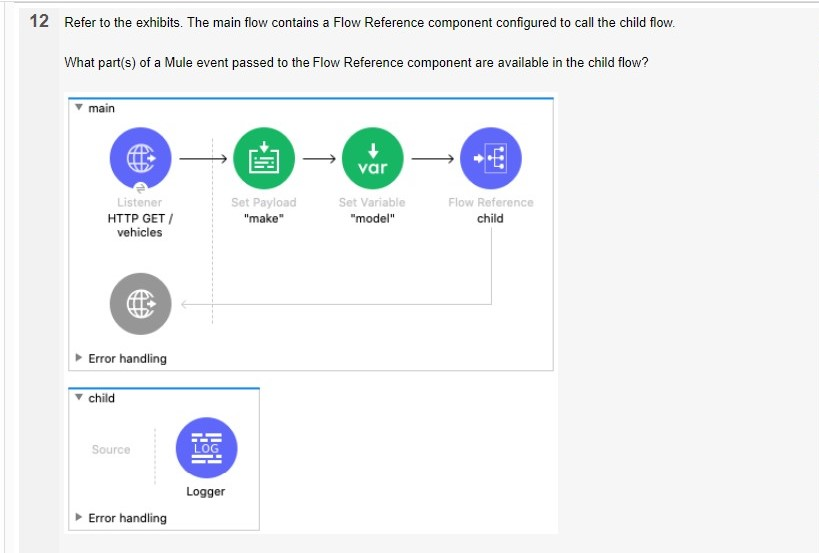 12 Refer to the exhibits. The main flow contains a Flow Reference component configured to call the child flow.
What part(s) of a Mule event passed to the Flow Reference component are available in the child flow?
main
var
Listener
HTTP GET /
vehicles
Set Payload
"make"
Set Variable
"model"
Flow Reference
child
Error handling
child
Source
LOG
Logger
Error handling